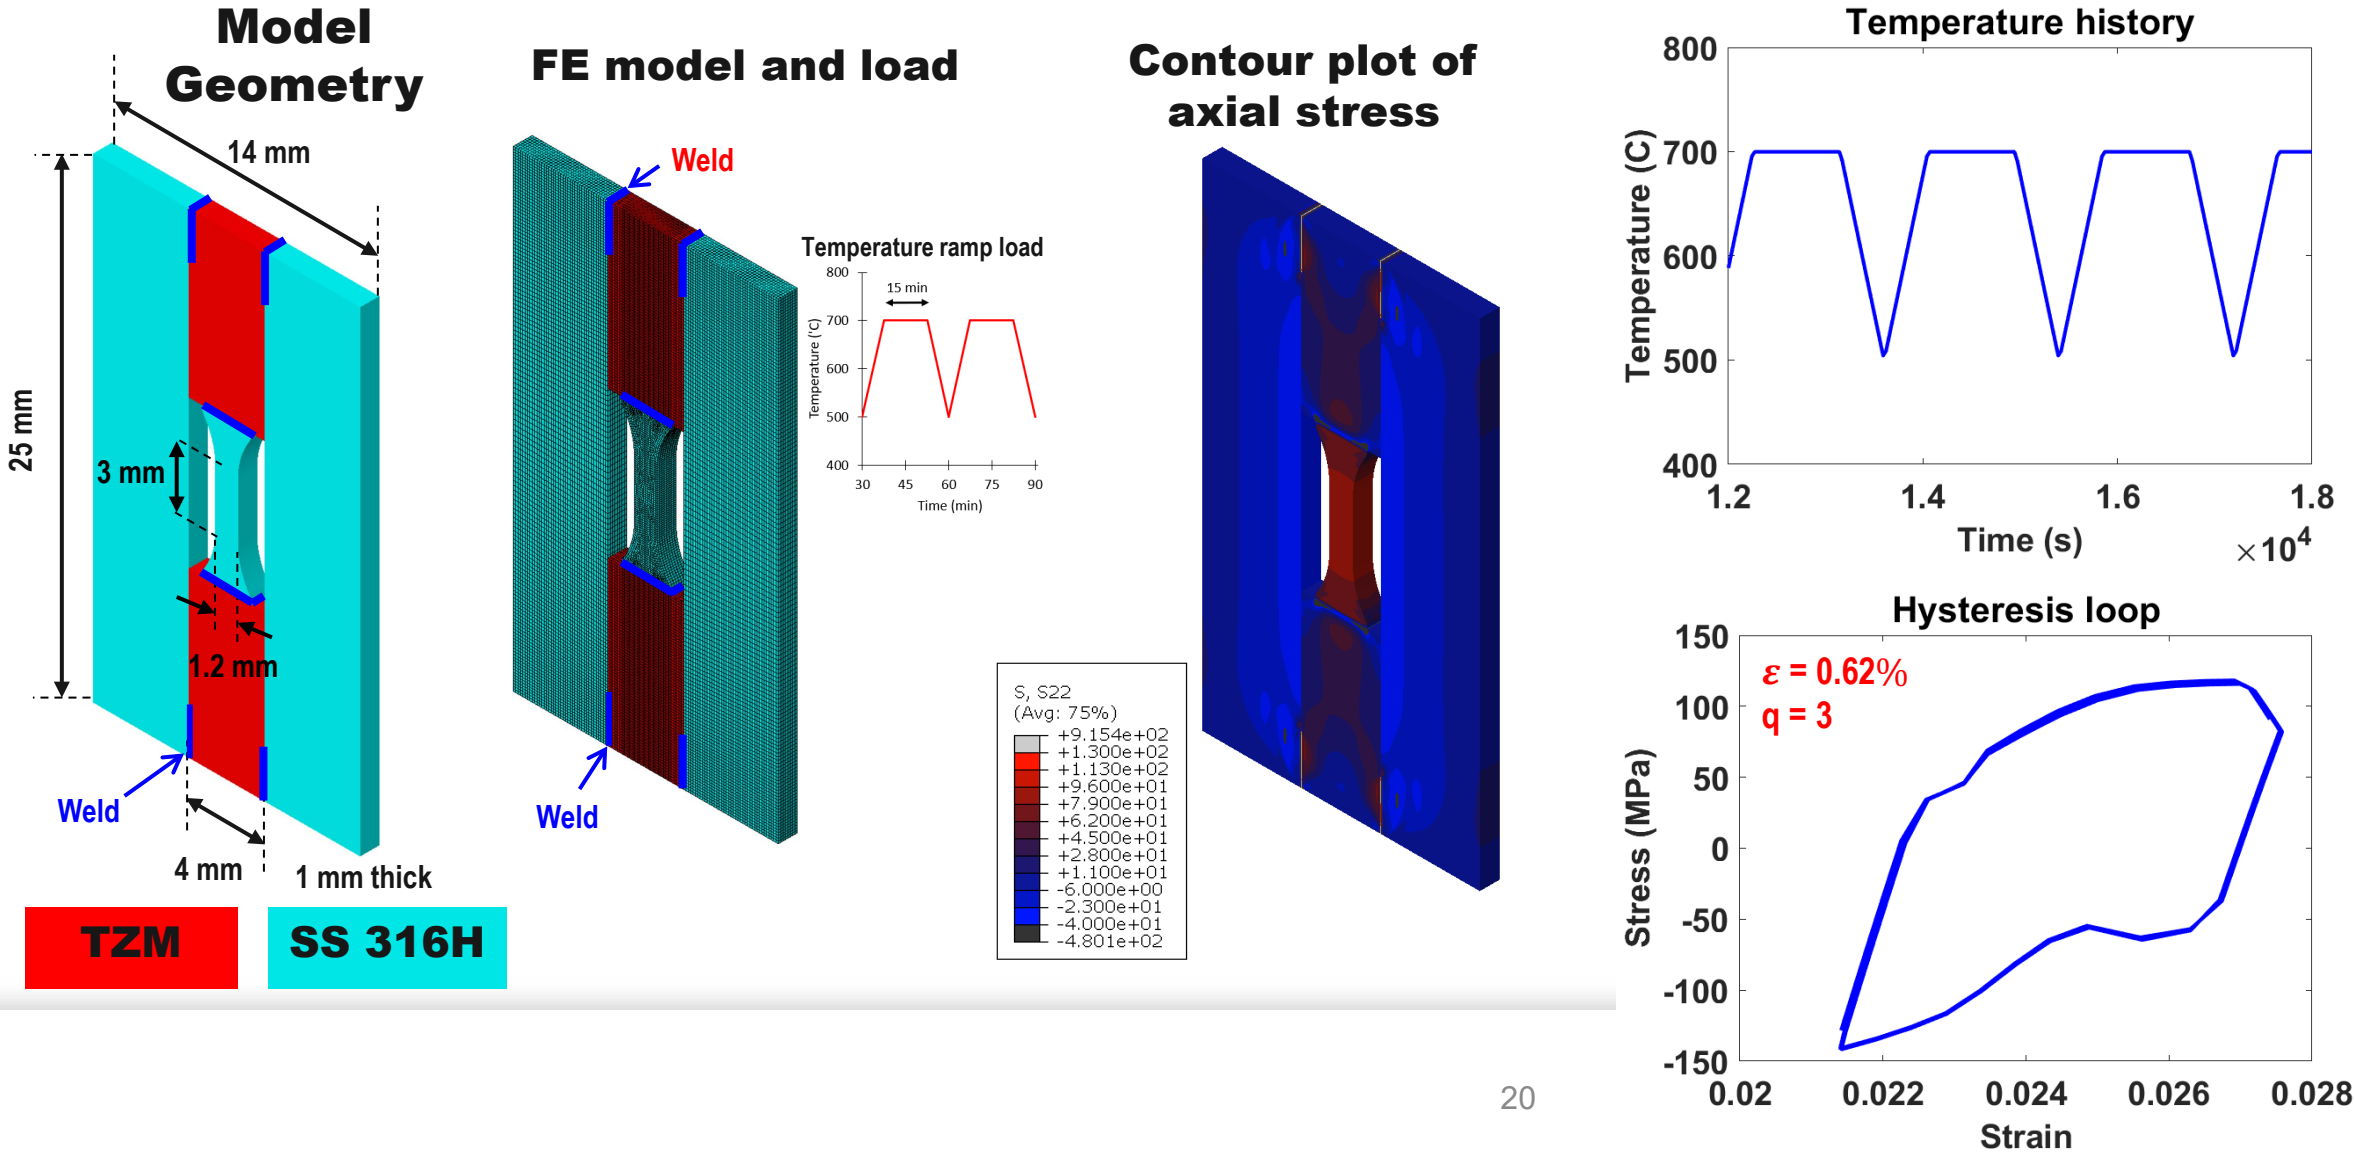 Model
Geometry
14 mm
25 mm
3 mm
1.2 mm
Weld
4 mm
1 mm thick
TZM
SS 316H
FE model and load
Weld
Weld
Temperature ramp load
15 min
Temperature (°C)
800
700
600
500
400
30 45 60 75 90
Time (min)
Contour plot of
axial stress
S, S22
(Avg: 75%)
+9.154e+02
+1.300e+02
+1.130e+02
+9.600e+01
+7.900e+01
+6.200e+01
+4.500e+01
+2.800e+01
+1.100e+01
-6.000e+00
-2.300e+01
-4.000e+01
-4.801e+02
Temperature history
Temperature (C)
800
700
600
500
400
1.2 1.4 1.6 1.8
Time (s)
×10⁴
Hysteresis loop
ε = 0.62%
q = 3
Stress (MPa)
150
100
50
0
-50
-100
-150
0.02 0.022 0.024 0.026 0.028
Strain
20